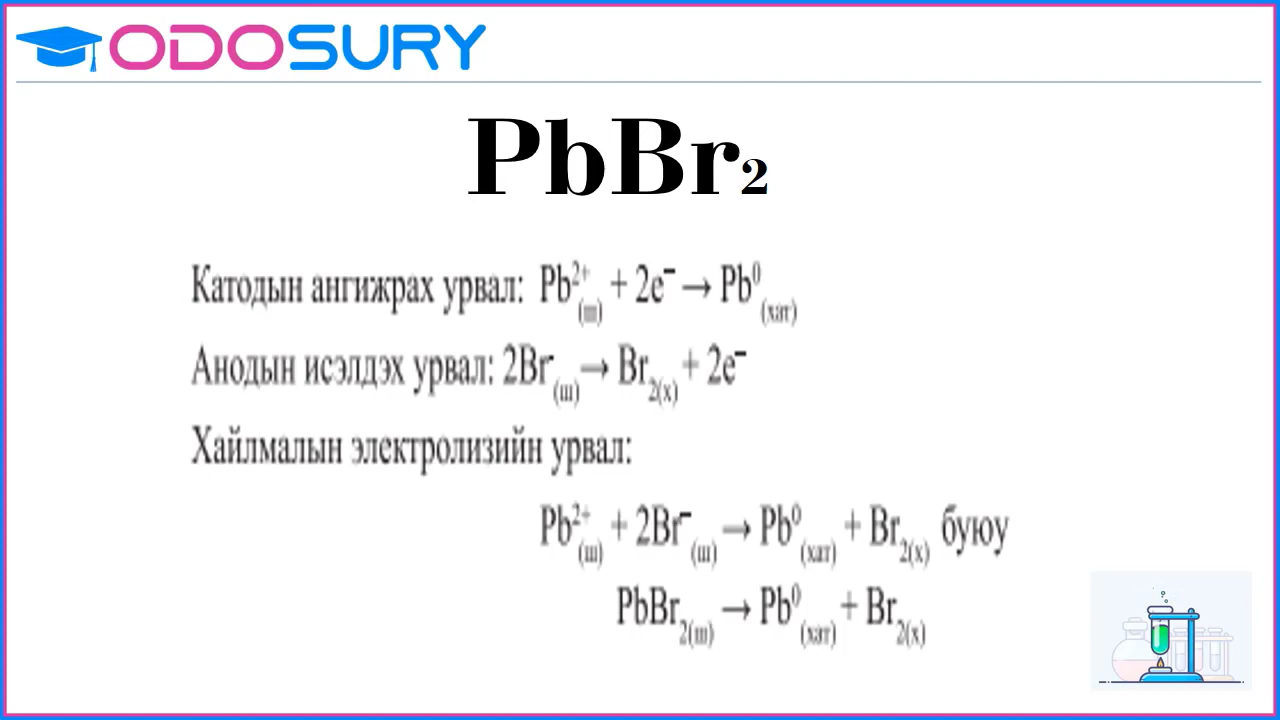 ODOSURY
PbBr₂
Катодын ангижрах урвал: Pb²⁺(ш) + 2e⁻ → Pb⁰(хат)
Анодын исэлдэх урвал: 2Br⁻(ш) → Br₂(х) + 2e⁻
Хайлмалын электролизийн урвал:
Pb²⁺(ш) + 2Br⁻(ш) → Pb⁰(хат) + Br₂(х) буюу
PbBr₂(ш) → Pb⁰(хат) + Br₂(х)